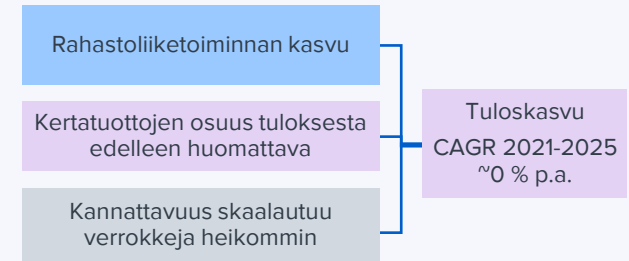 Rahastoliiketoiminnan kasvu
Kertatuottojen osuus tuloksesta
edelleen huomattava
Kannattavuus skaalautuu
verrokkeja heikommin
Tuloskasvu
CAGR 2021-2025
~0 % p.a.